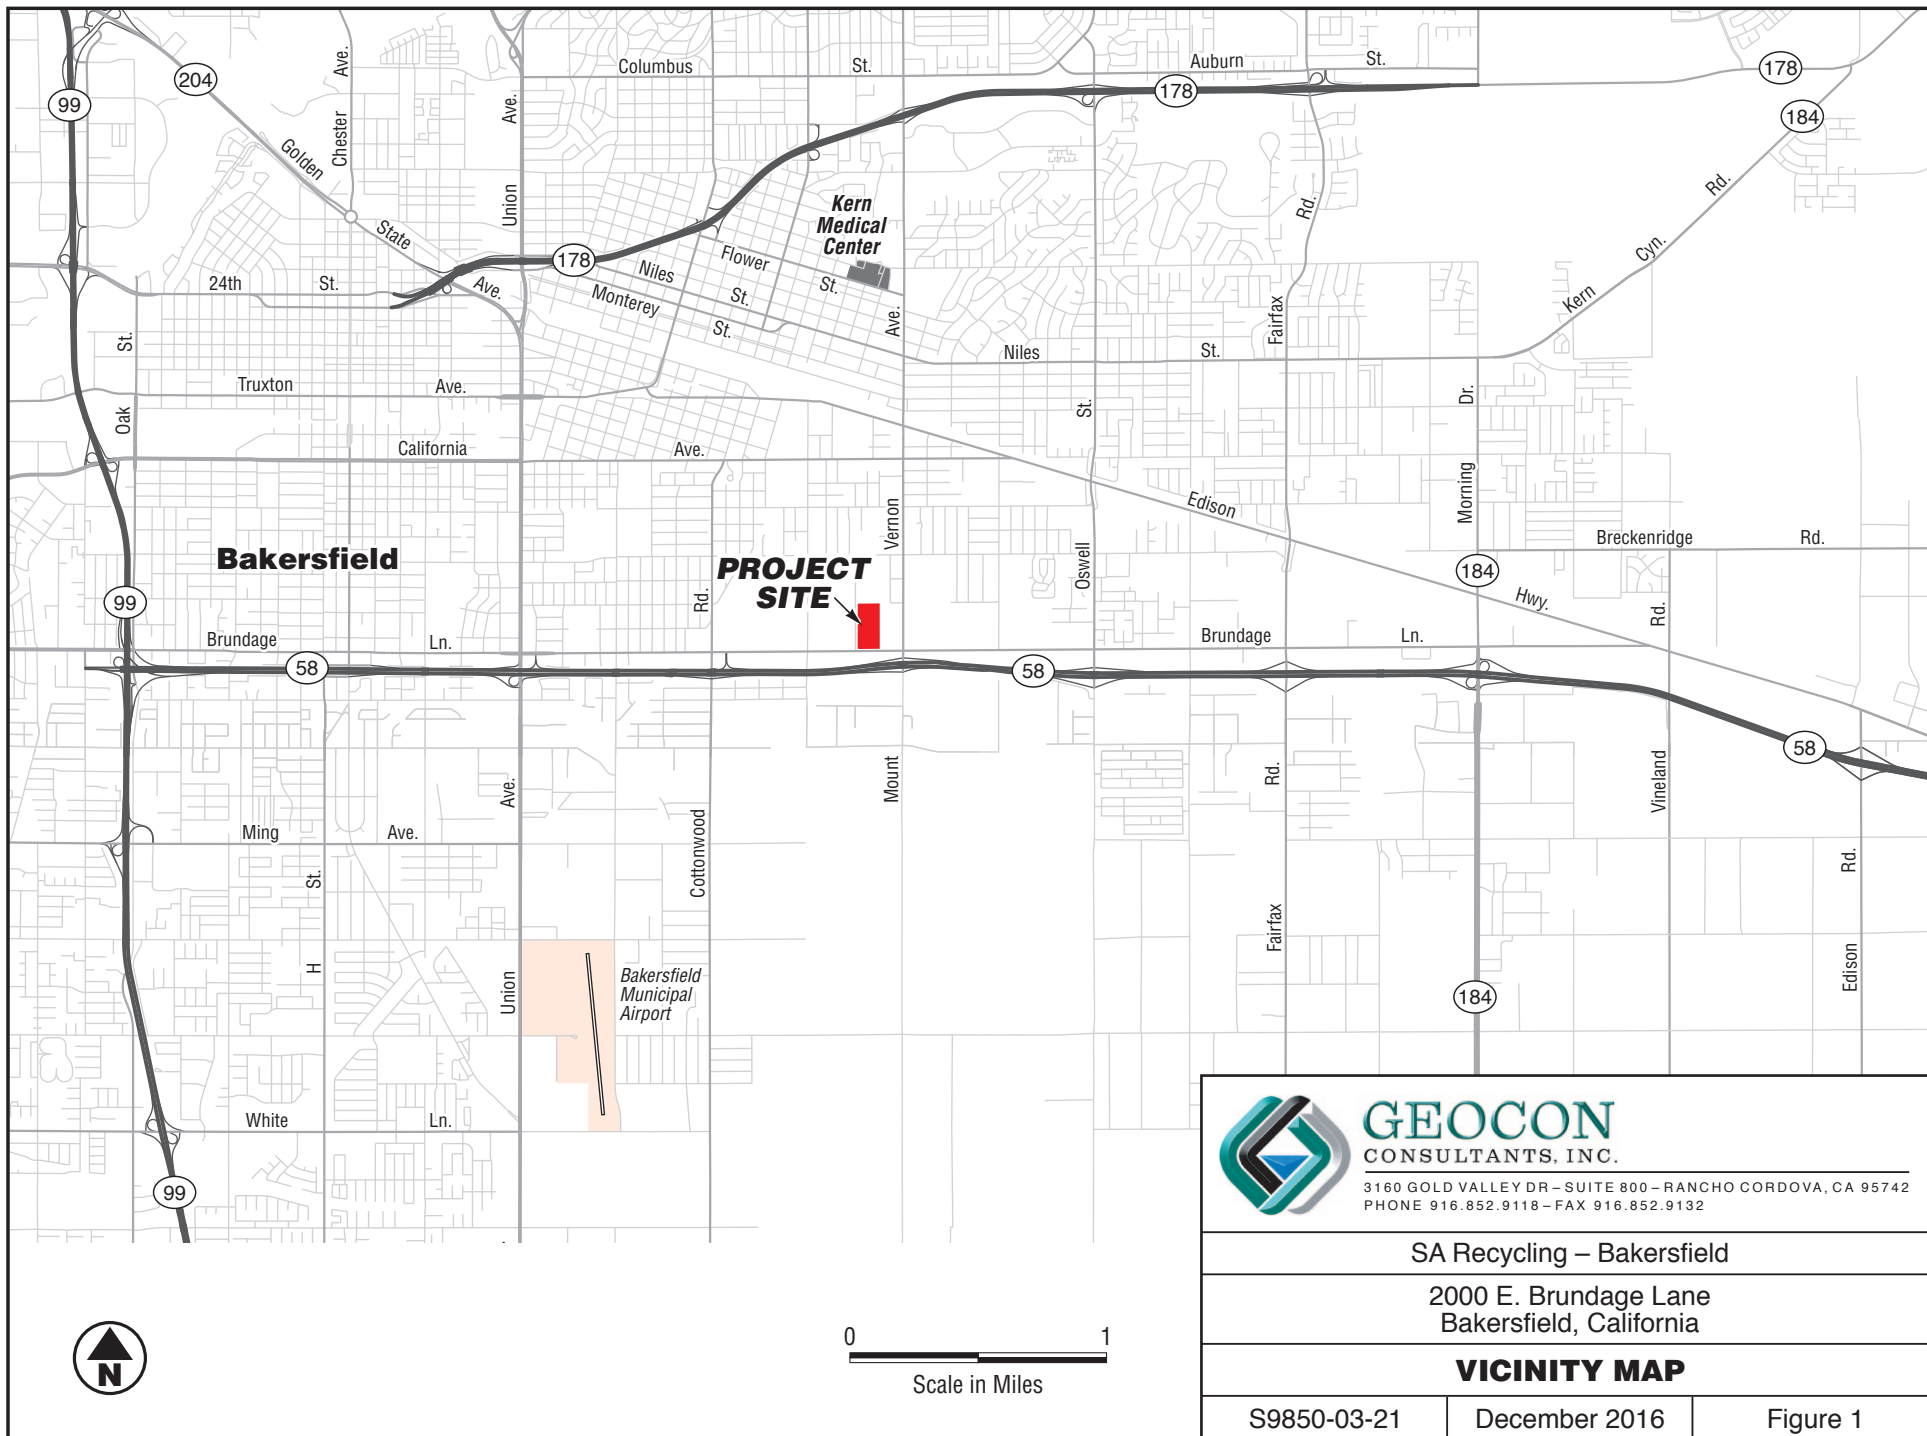 Columbus St.
Auburn St.
178
178
204
99
184
Chester Ave.
Union Ave.
Golden State Ave.
Kern Medical Center
Rd.
Kern Cyn. Rd.
178
Flower St.
Niles St.
Monterey St.
24th St.
Ave.
Fairfax
Niles St.
Oak St.
Truxton Ave.
St.
Dr.
California Ave.
Edison Hwy.
Morning
Vernon
Breckenridge Rd.
Bakersfield
PROJECT
SITE
Oswell
184
99
Rd.
Rd.
Brundage Ln.
Brundage Ln.
58
58
58
Mount
Rd.
Vineland
Ave.
Ming Ave.
Cottonwood
Rd.
H St.
Fairfax
Edison
Union
Bakersfield
Municipal
Airport
184
White Ln.
99
GEOCON
CONSULTANTS, INC.
3160 GOLD VALLEY DR – SUITE 800 – RANCHO CORDOVA, CA 95742
PHONE 916.852.9118 – FAX 916.852.9132
SA Recycling – Bakersfield
2000 E. Brundage Lane
Bakersfield, California
VICINITY MAP
S9850-03-21 December 2016 Figure 1
N
0 1
Scale in Miles